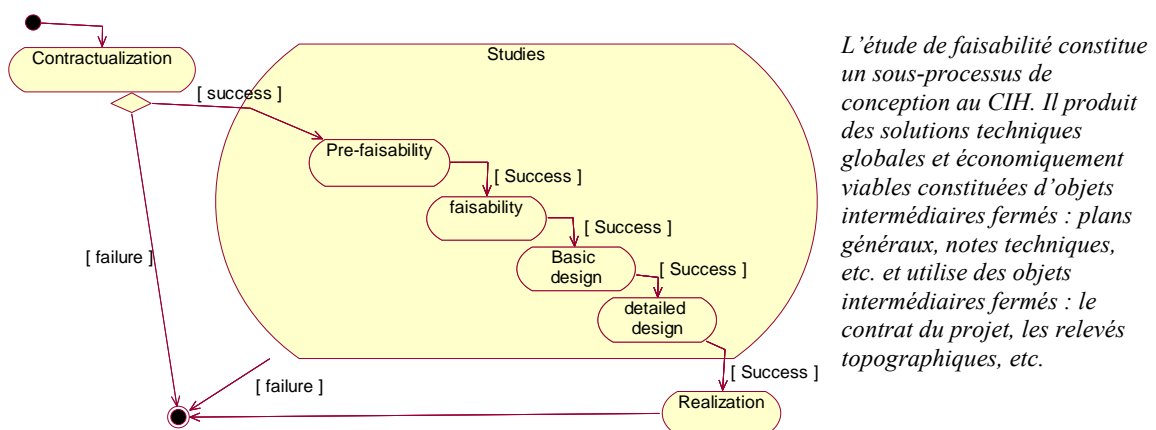 Contractualization
Studies
[ success ]
Pre-faisability
[ Success ]
faisability
[ Success ]
Basic
design
[ Success ]
detailed
design
[ failure ]
[ failure ]
[ Success ]
Realization
L'étude de faisabilité constitue
un sous-processus de
conception au CIH. Il produit
des solutions techniques
globales et économiquement
viables constituées d'objets
intermédiaires fermés : plans
généraux, notes techniques,
etc. et utilise des objets
intermédiaires fermés : le
contrat du projet, les relevés
topographiques, etc.